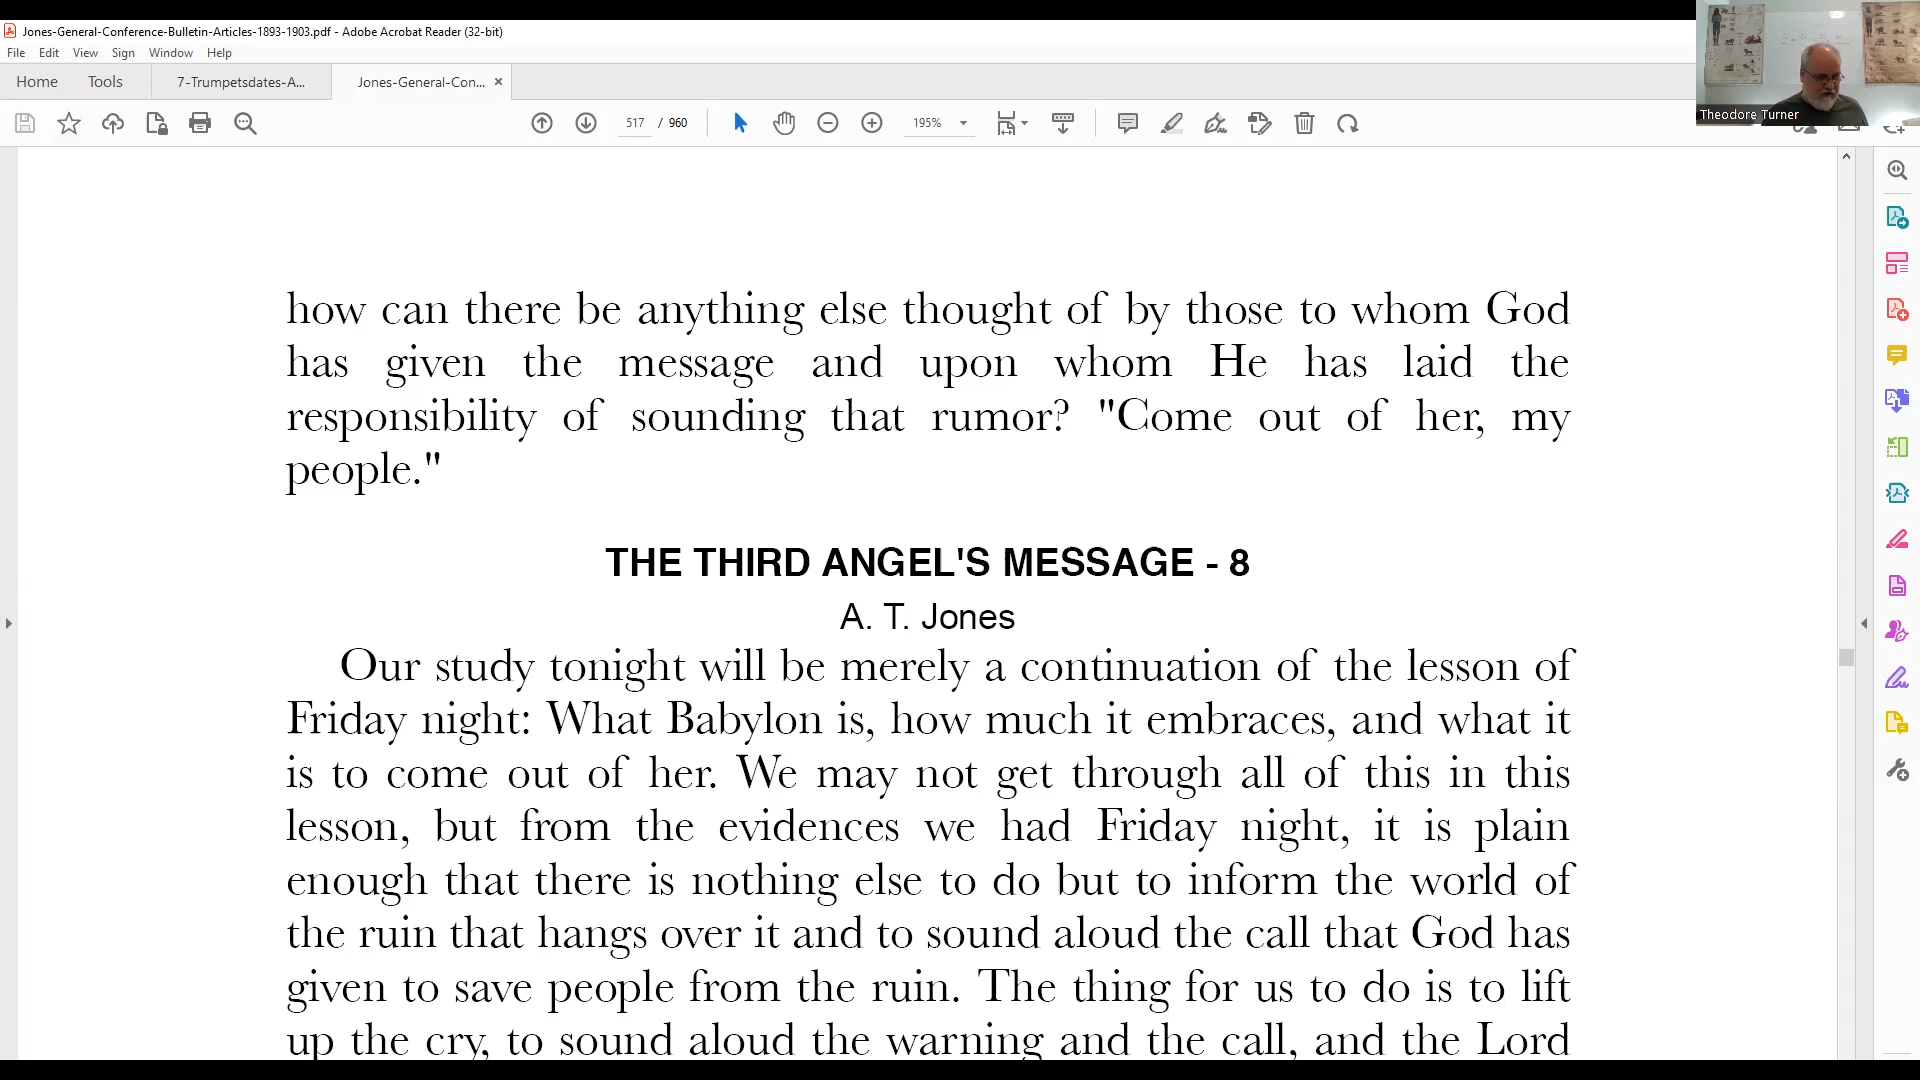 Jones-General-Conference-Bulletin-Articles-1893-1903.pdf - Adobe Acrobat Reader (32-bit)
File Edit View Sign Window Help
Home Tools 7-Trumpetsdates-A... Jones-General-Con... ×
517 / 960 195%
Theodore Turner
how can there be anything else thought of by those to whom God
has given the message and upon whom He has laid the
responsibility of sounding that rumor? "Come out of her, my
people."
THE THIRD ANGEL'S MESSAGE - 8
A. T. Jones
Our study tonight will be merely a continuation of the lesson of
Friday night: What Babylon is, how much it embraces, and what it
is to come out of her. We may not get through all of this in this
lesson, but from the evidences we had Friday night, it is plain
enough that there is nothing else to do but to inform the world of
the ruin that hangs over it and to sound aloud the call that God has
given to save people from the ruin. The thing for us to do is to lift
up the cry, to sound aloud the warning and the call, and the Lord